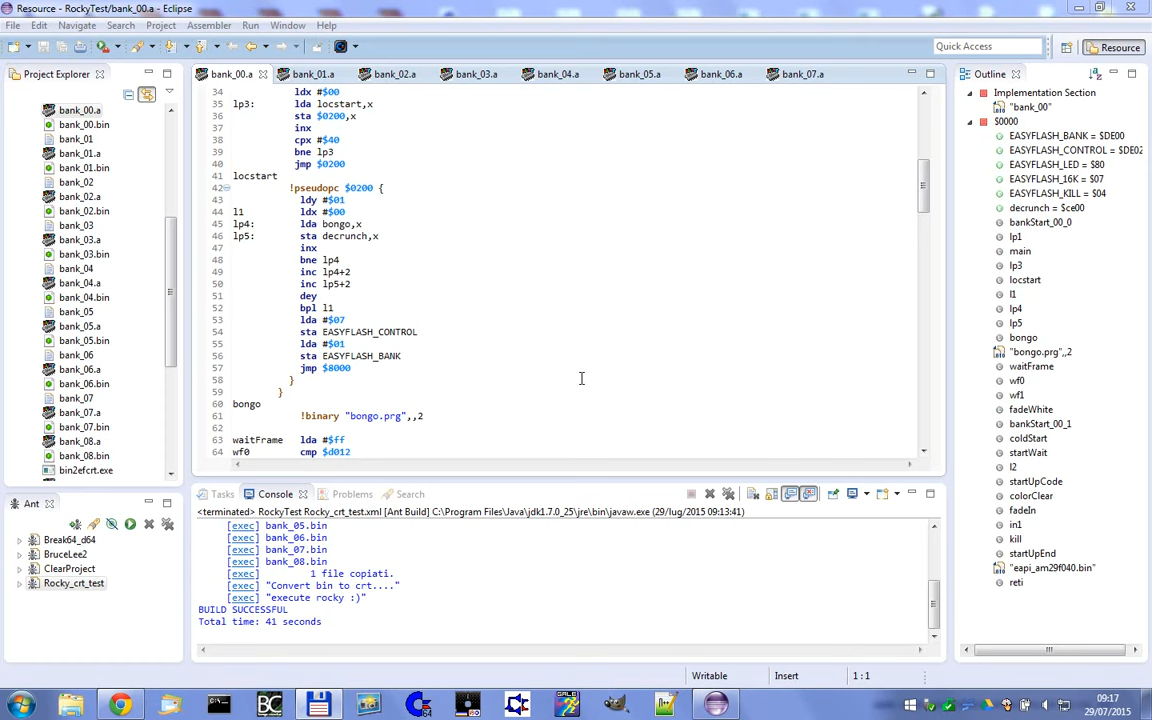 Resource - RockyTest/bank_00.a - Eclipse
File Edit Navigate Search Project Assembler Run Window Help
Quick Access
Resource
Project Explorer
bank_00.a
bank_00.bin
bank_01
bank_01.a
bank_01.bin
bank_02
bank_02.a
bank_02.bin
bank_03
bank_03.a
bank_03.bin
bank_04
bank_04.a
bank_04.bin
bank_05
bank_05.a
bank_05.bin
bank_06
bank_06.a
bank_06.bin
bank_07
bank_07.a
bank_07.bin
bank_08.a
bank_08.bin
bin2efcrt.exe
Ant
Break64_d64
BruceLee2
ClearProject
Rocky_crt_test
bank_00.a bank_01.a bank_02.a bank_03.a bank_04.a bank_05.a bank_06.a bank_07.a
34 ldx #$00
35 lp3: lda locstart,x
36 sta $0200,x
37 inx
38 cpx #$40
39 bne lp3
40 jmp $0200
41 locstart
42 !pseudopc $0200 {
43 ldy #$01
44 l1 ldx #$00
45 lp4: lda bongo,x
46 lp5: sta decrunch,x
47 inx
48 bne lp4
49 inc lp4+2
50 inc lp5+2
51 dey
52 bpl l1
53 lda #$07
54 sta EASYFLASH_CONTROL
55 lda #$01
56 sta EASYFLASH_BANK
57 jmp $8000
58 }
59 }
60 bongo
61 !binary "bongo.prg",,2
62
63 waitFrame lda #$ff
64 wf0 cmp $d012
Tasks Console Problems Search
<terminated> RockyTest Rocky_crt_test.xml [Ant Build] C:\Program Files\Java\jdk1.7.0_25\jre\bin\javaw.exe (29/lug/2015 09:13:41)
[exec] bank_05.bin
[exec] bank_06.bin
[exec] bank_07.bin
[exec] bank_08.bin
[exec] 1 file copiati.
[exec] "Convert bin to crt...."
[exec] "execute rocky :)"
BUILD SUCCESSFUL
Total time: 41 seconds
Outline
Implementation Section
"bank_00"
$0000
EASYFLASH_BANK = $DE00
EASYFLASH_CONTROL = $DE02
EASYFLASH_LED = $80
EASYFLASH_16K = $07
EASYFLASH_KILL = $04
decrunch = $ce00
bankStart_00_0
lp1
main
lp3
locstart
l1
lp4
lp5
bongo
"bongo.prg",,2
waitFrame
wf0
wf1
fadeWhite
bankStart_00_1
coldStart
startWait
l2
startUpCode
colorClear
fadeIn
in1
kill
startUpEnd
"eapi_am29f040.bin"
reti
Writable Insert 1 : 1
09:17
29/07/2015